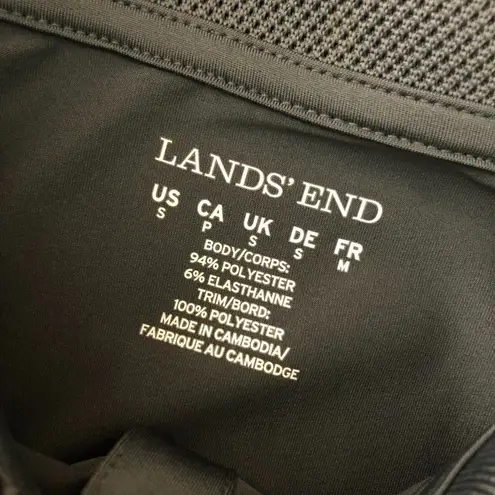 LANDS' END
US CA UK DE FR
S P S S M
BODY/CORPS:
94% POLYESTER
6% ELASTHANNE
TRIM/BORD:
100% POLYESTER
MADE IN CAMBODIA/
FABRIQUE AU CAMBODGE